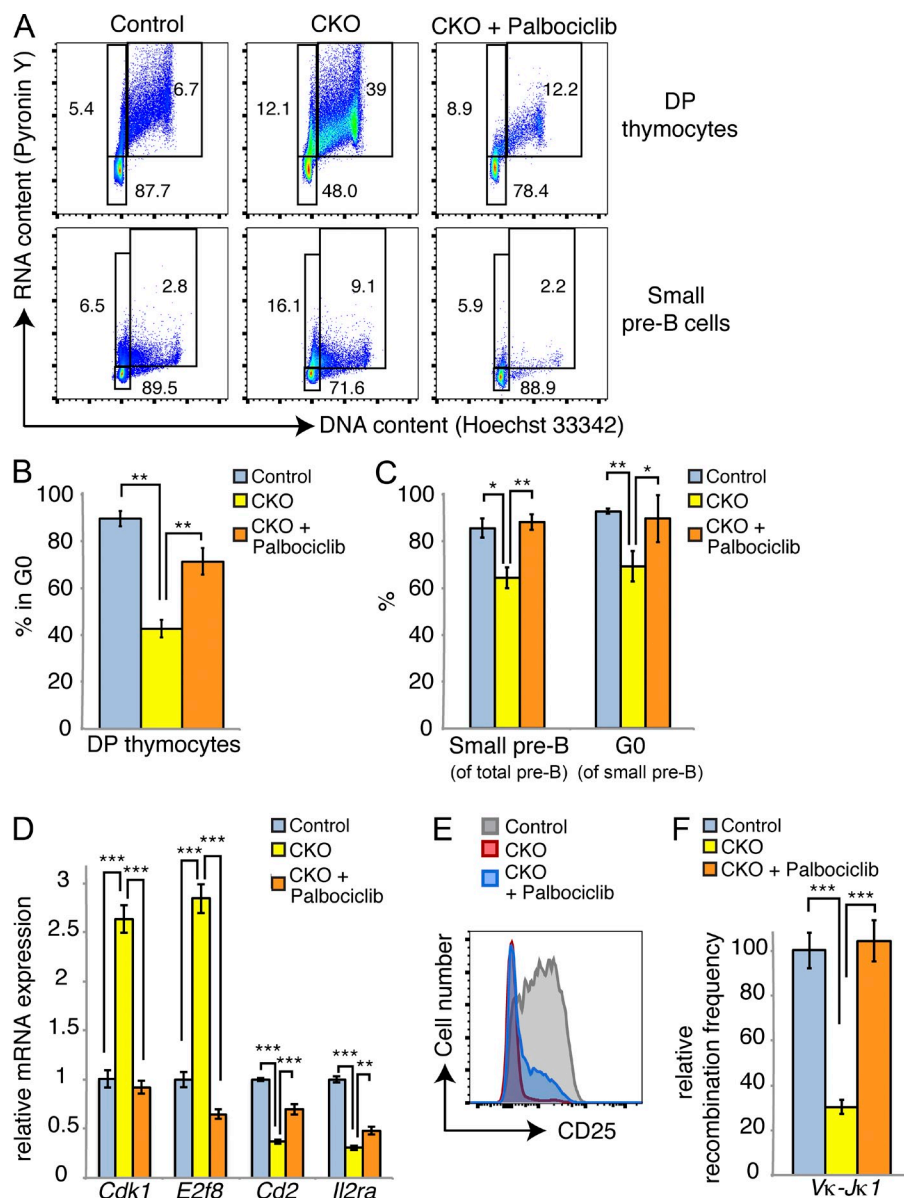 A
Control
CKO
CKO + Palbociclib
RNA content (Pyronin Y)
5.4
6.7
87.7
12.1
39
48.0
8.9
12.2
78.4
DP
thymocytes
6.5
2.8
89.5
16.1
9.1
71.6
5.9
2.2
88.9
Small
pre-B cells
DNA content (Hoechst 33342)
B
Control
CKO
CKO +
Palbociclib
% in G0
100
80
60
40
20
0
**
**
DP thymocytes
C
Control
CKO
CKO +
Palbociclib
%
100
80
60
40
20
0
*
**
**
*
Small pre-B
(of total pre-B)
G0
(of small pre-B)
D
Control
CKO
CKO +
Palbociclib
relative mRNA expression
3
2.5
2
1.5
1
0.5
0
***
***
***
***
***
***
***
**
Cdk1
E2f8
Cd2
Il2ra
E
Control
CKO
CKO
+ Palbociclib
Cell number
CD25
F
Control
CKO
CKO + Palbociclib
relative
recombination frequency
100
80
60
40
20
0
***
***
Vκ-Jκ1